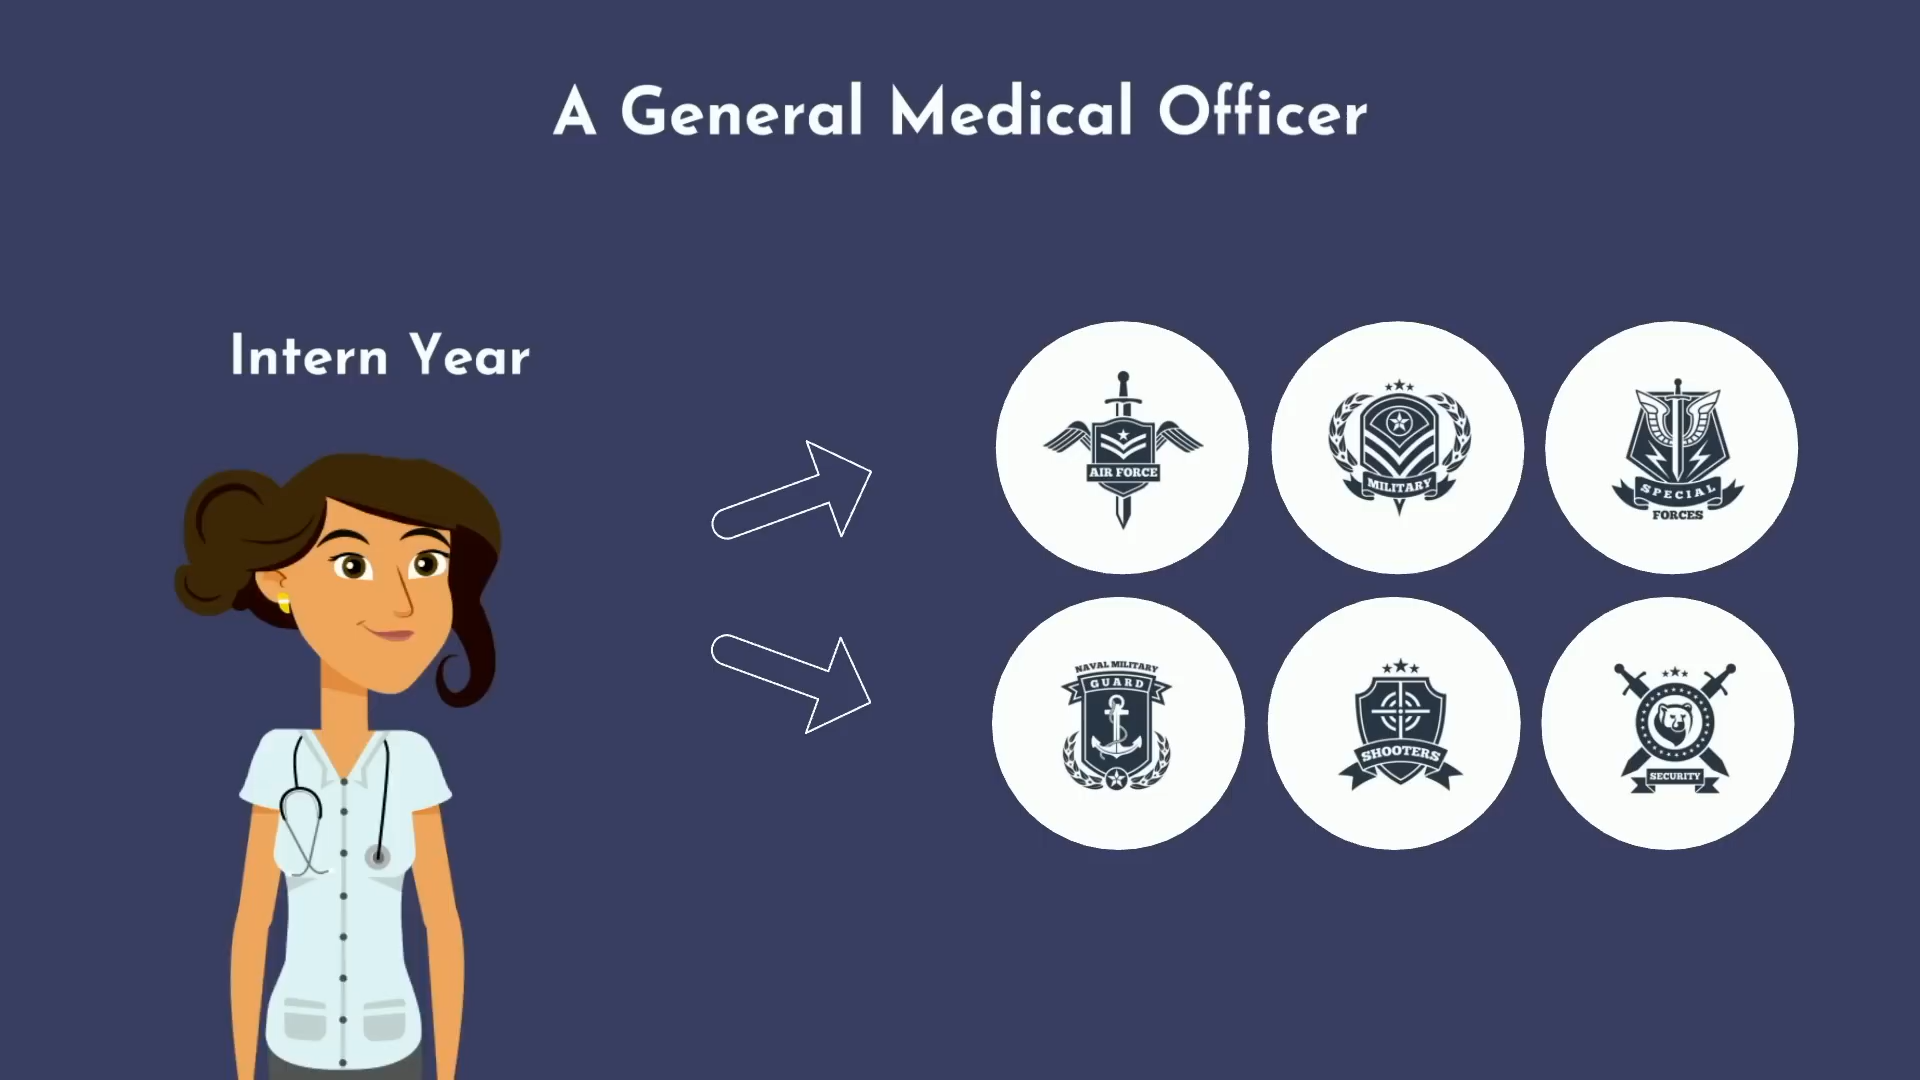 A General Medical Officer
Intern Year
AIR FORCE
MILITARY
SPECIAL
FORCES
NAVAL MILITARY
GUARD
SHOOTERS
SECURITY